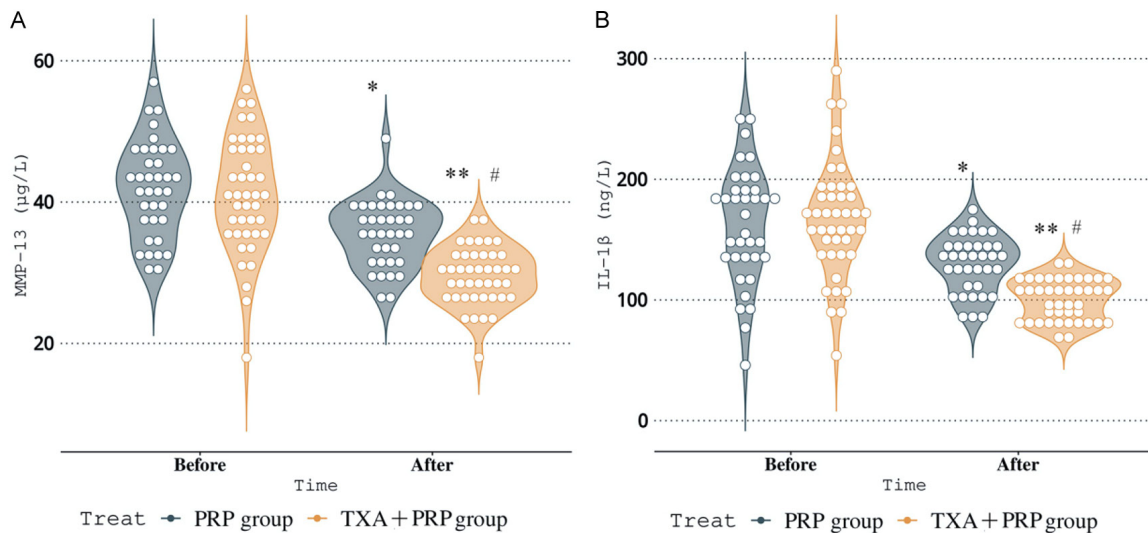 A
MMP-13 (μg/L)
60
40
20
*
** #
Before After
Time
Treat PRP group TXA+PRP group
B
IL-1β (ng/L)
300
200
100
0
*
** #
Before After
Time
Treat PRP group TXA+PRP group